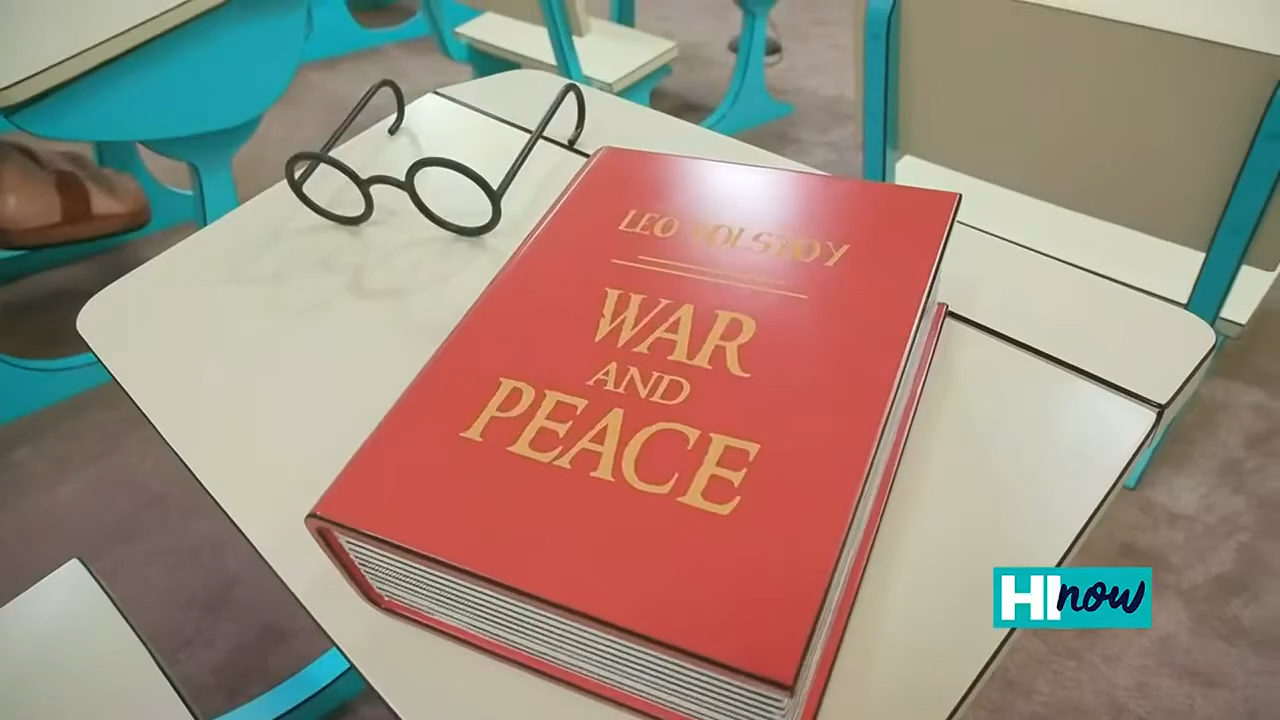 LEO TOLSTOY
WAR
AND
PEACE
HI now